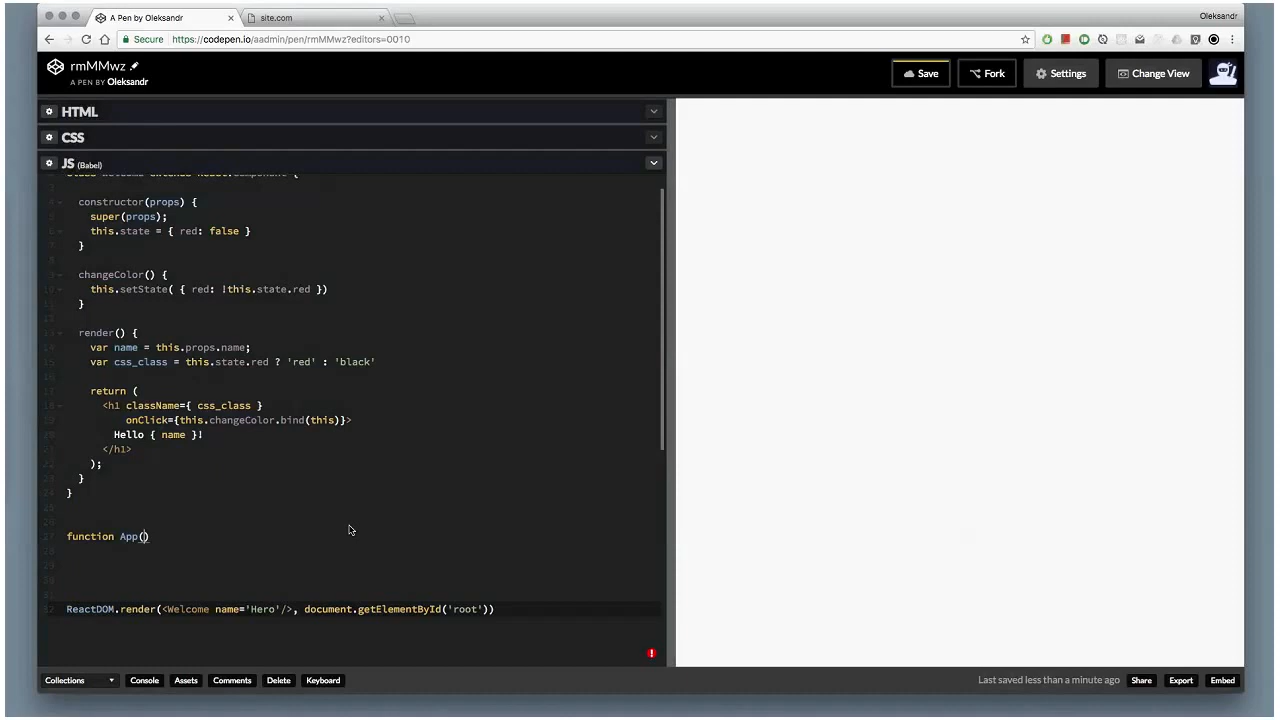 A Pen by Oleksandr
site.com
Oleksandr
Secure https://codepen.io/aadmin/pen/rmMMwz?editors=0010
rmMMwz
A PEN BY Oleksandr
Save
Fork
Settings
Change View
HTML
CSS
JS (Babel)
constructor(props) {
super(props);
this.state = { red: false }
}
changeColor() {
this.setState( { red: !this.state.red })
}
render() {
var name = this.props.name;
var css_class = this.state.red ? 'red' : 'black'
return (
<h1 className={ css_class }
onClick={this.changeColor.bind(this)}>
Hello { name }!
</h1>
);
}
}
function App()
ReactDOM.render(<Welcome name='Hero'/>, document.getElementById('root'))
Collections
Console
Assets
Comments
Delete
Keyboard
Last saved less than a minute ago
Share
Export
Embed